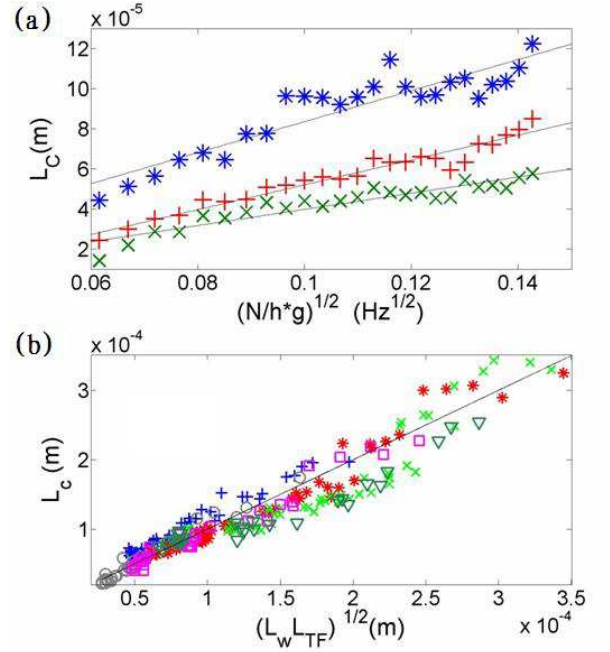 (a)
x 10⁻⁵
12
10
8
6
4
2
L_C(m)
0.06 0.08 0.1 0.12 0.14
(N/h*g)^1/2 (Hz^1/2)
(b)
x 10⁻⁴
3
2
1
L_c (m)
0.5 1 1.5 2 2.5 3 3.5
(L_w L_TF)^1/2(m)
x 10⁻⁴